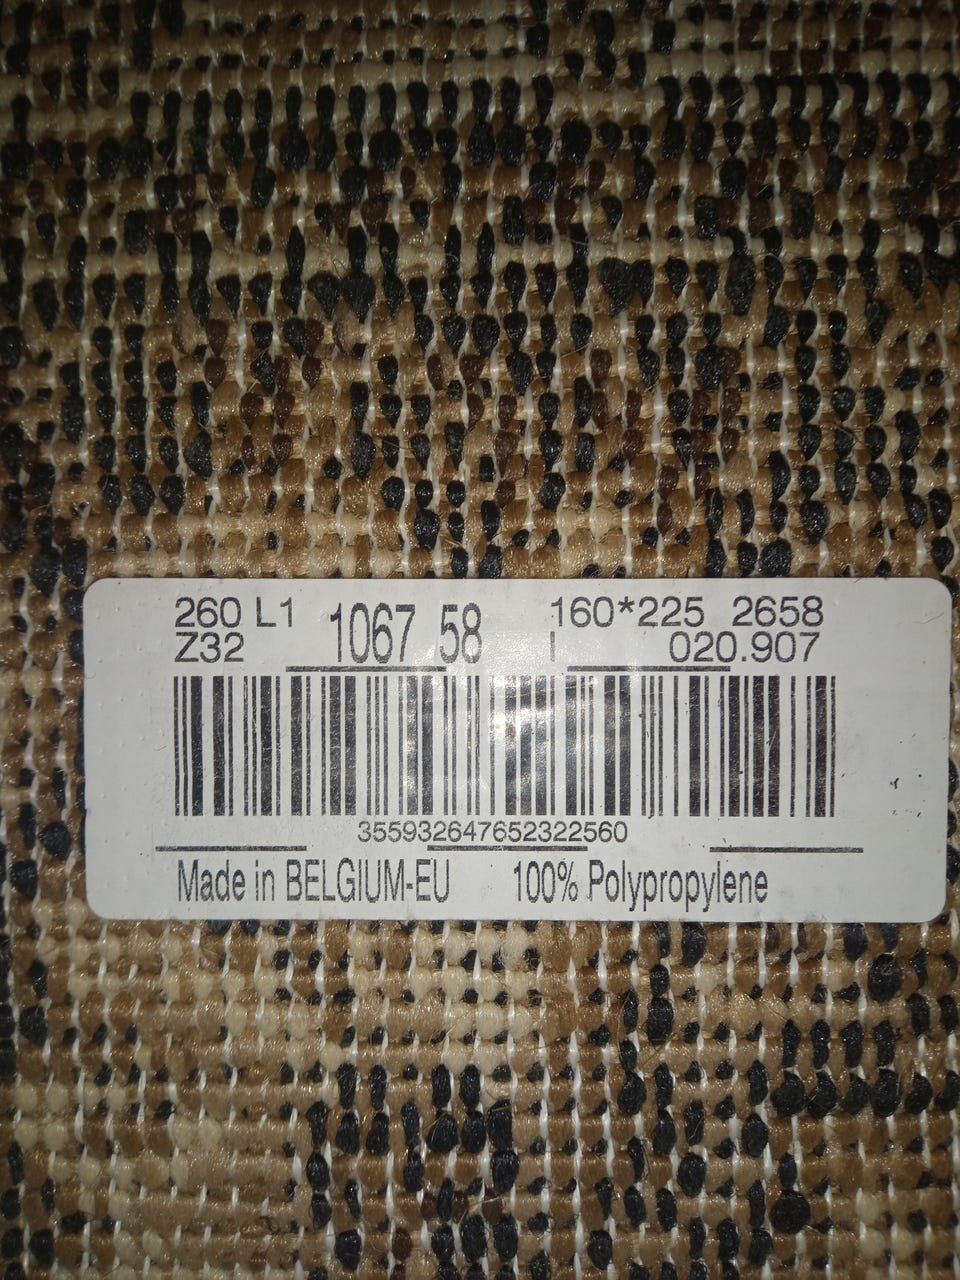 260 L1 1067 58 160*225 2658
Z32 I 020.907
355932647652322560
Made in BELGIUM-EU 100% Polypropylene